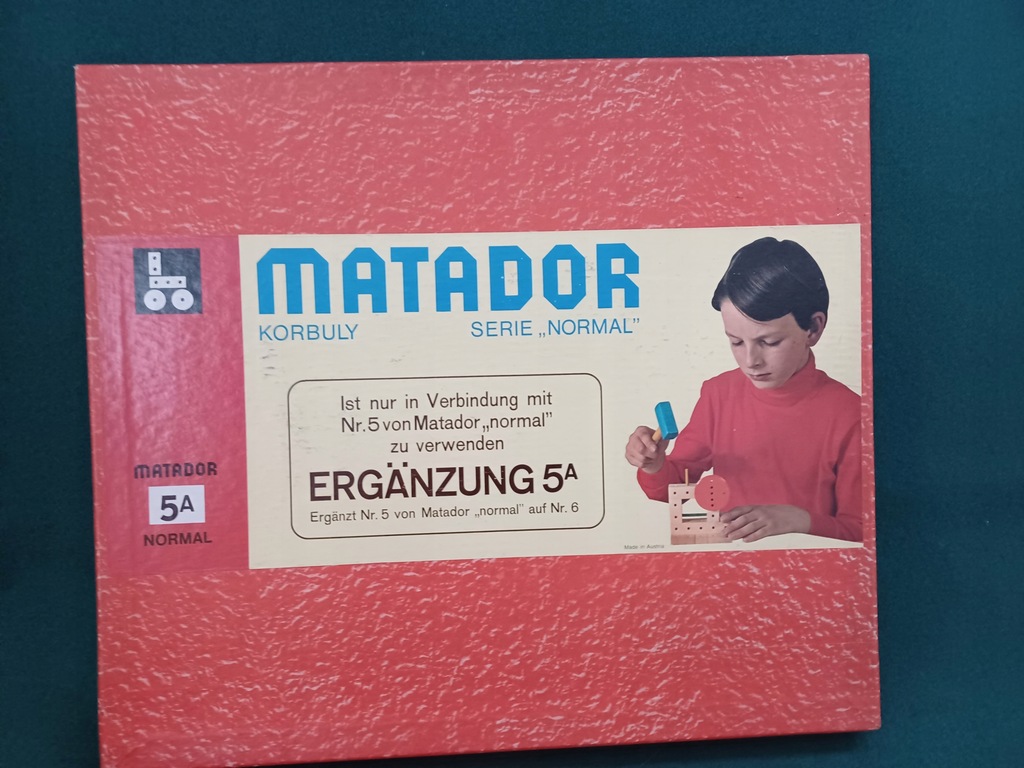 MATADOR
KORBULY SERIE „NORMAL”
Ist nur in Verbindung mit
Nr. 5 von Matador „normal”
zu verwenden
ERGÄNZUNG 5A
Ergänzt Nr. 5 von Matador „normal” auf Nr. 6
Made in Austria
MATADOR
5A
NORMAL